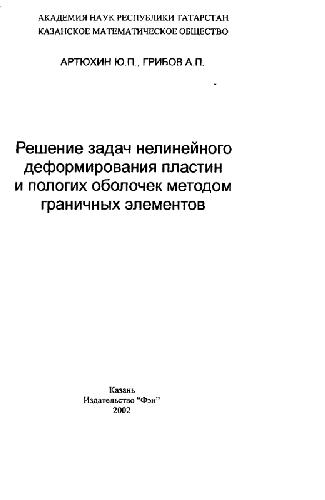 АКАДЕМИЯ НАУК РЕСПУБЛИКИ ТАТАРСТАН
КАЗАНСКОЕ МАТЕМАТИЧЕСКОЕ ОБЩЕСТВО
АРТЮХИН Ю.П., ГРИБОВ А.П.
Решение задач нелинейного
деформирования пластин
и пологих оболочек методом
граничных элементов
Казань
Издательство "Фэн"
2002